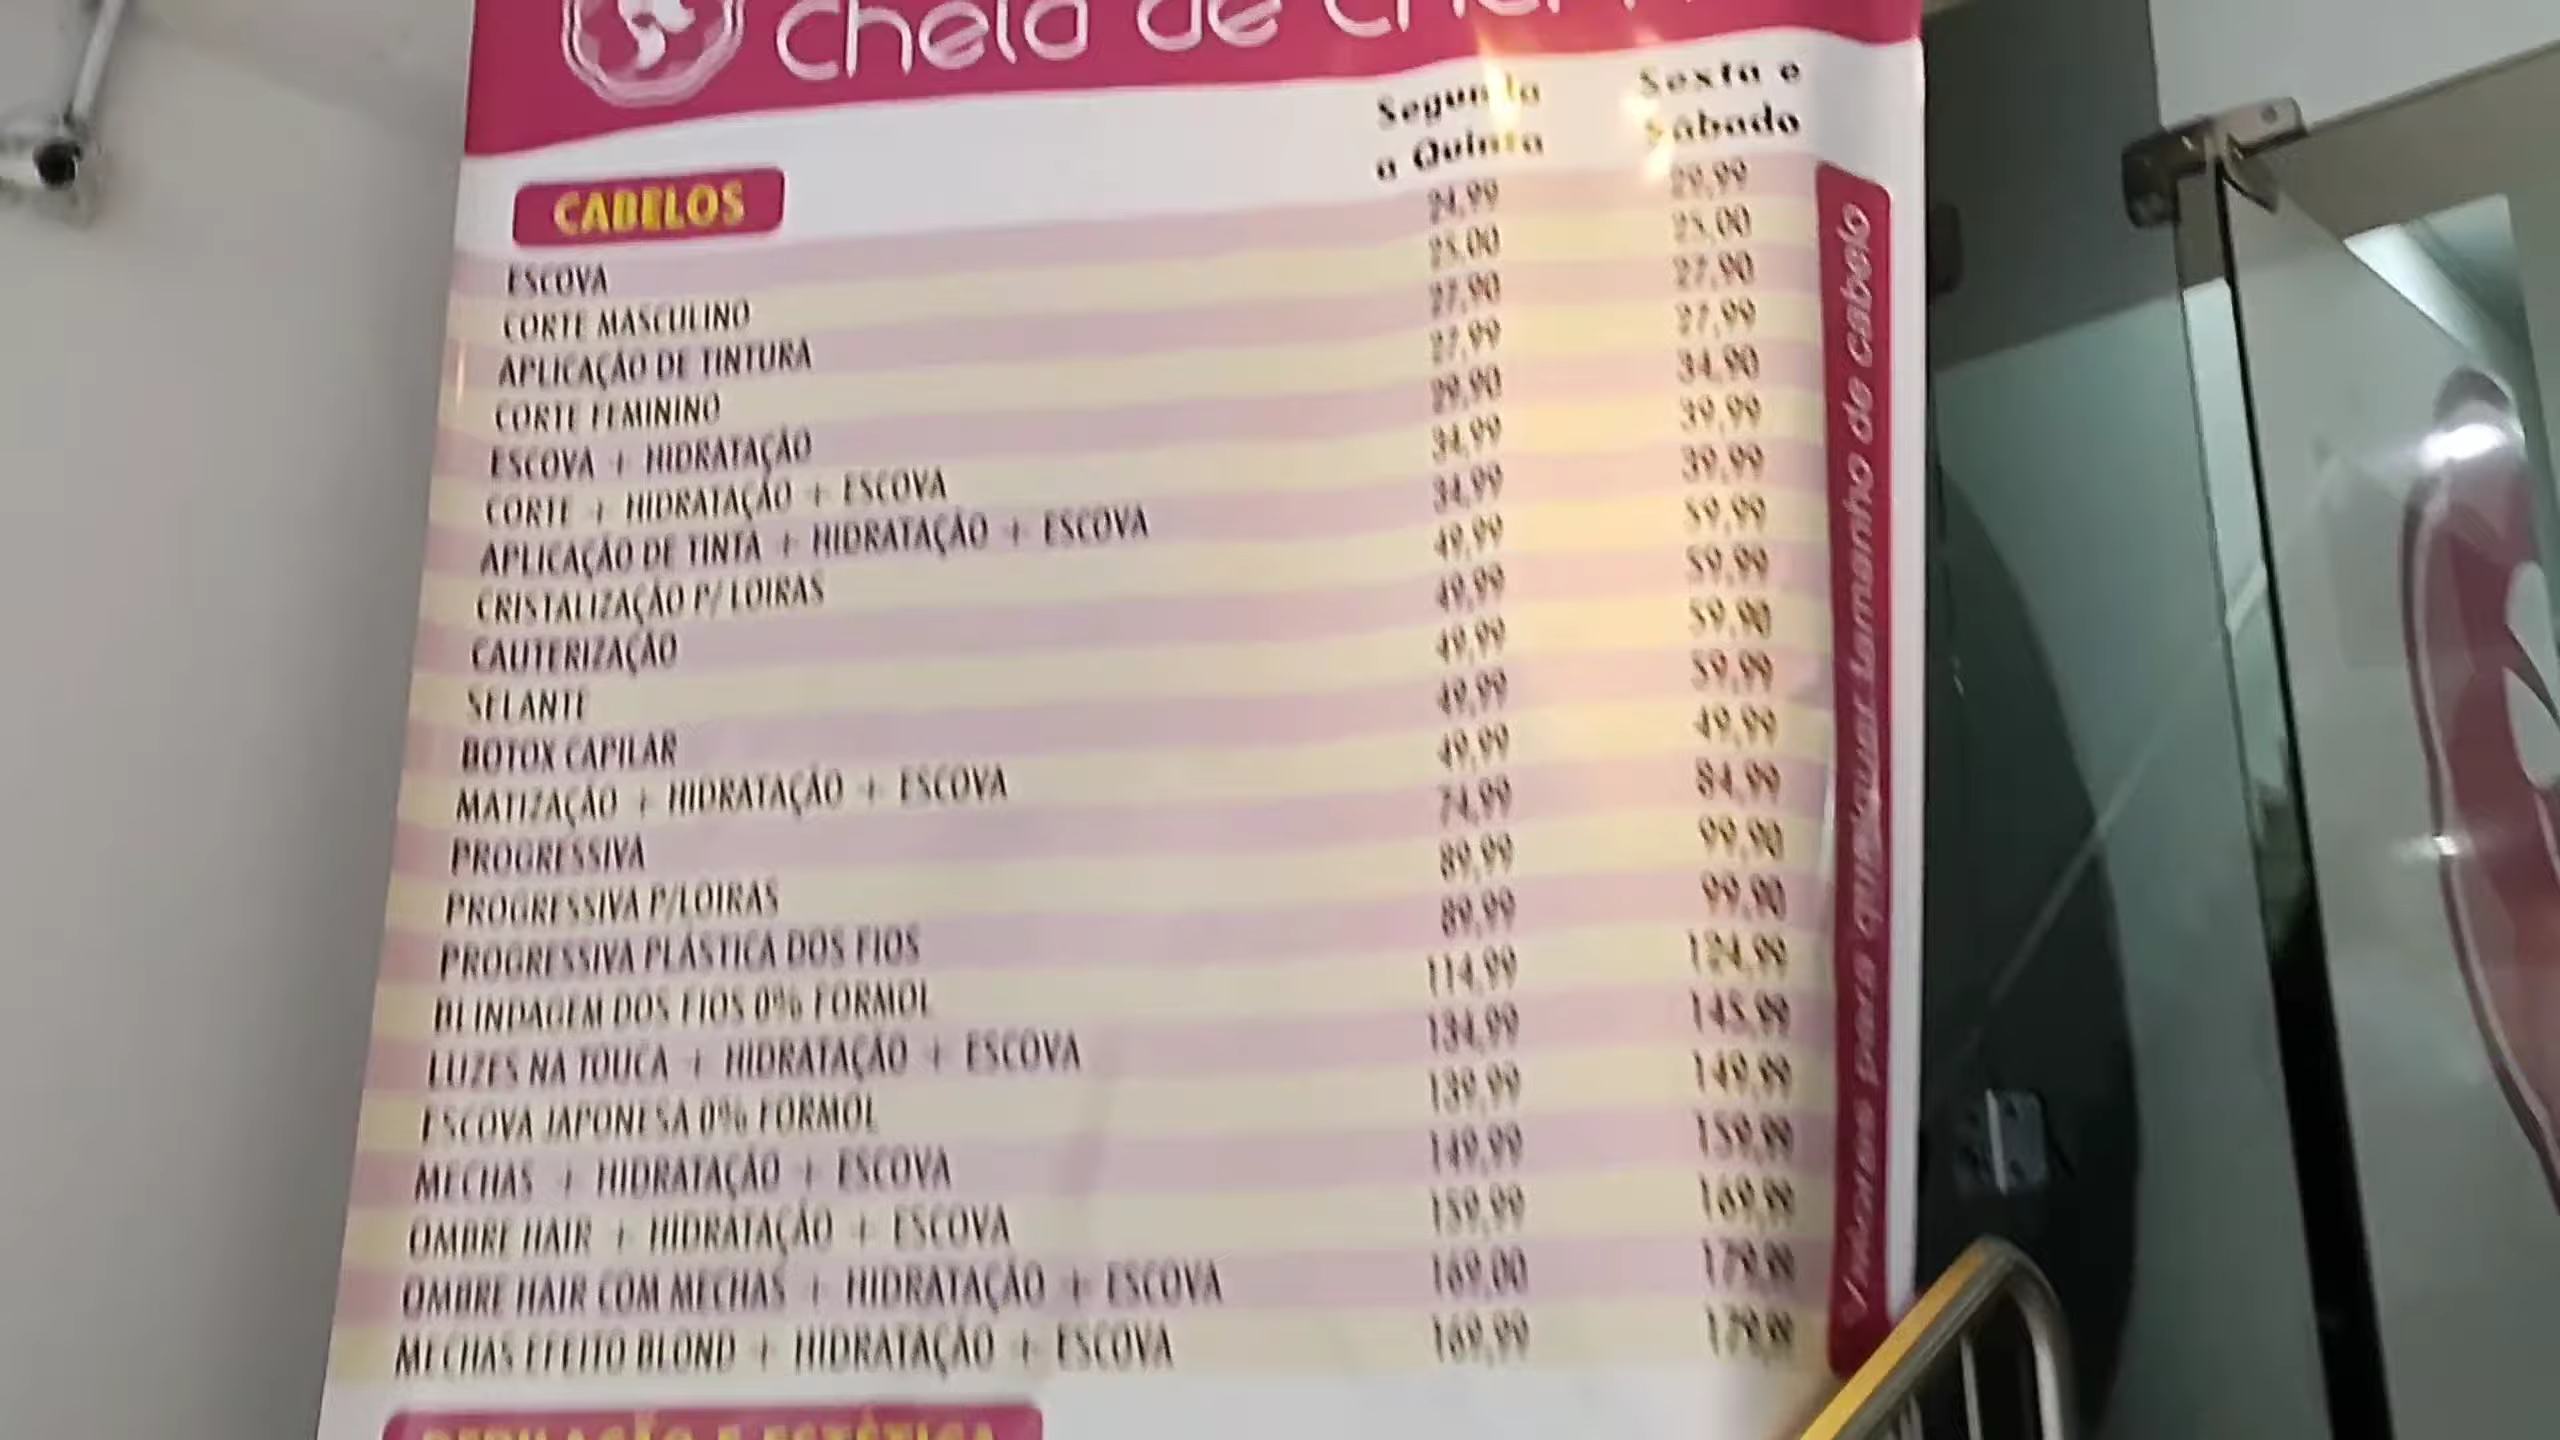 cheia de
Segunda a Quinta
Sexta e Sábado
CABELOS
ESCOVA 24,99 29,99
CORTE MASCULINO 25,00 25,00
APLICAÇÃO DE TINTURA 27,90 27,90
CORTE FEMININO 27,99 27,99
ESCOVA + HIDRATAÇÃO 29,90 34,90
CORTE + HIDRATAÇÃO + ESCOVA 34,99 39,99
APLICAÇÃO DE TINTA + HIDRATAÇÃO + ESCOVA 34,99 39,99
CRISTALIZAÇÃO P/ LOIRAS 49,99 59,99
CAUTERIZAÇÃO 49,99 59,99
SELANTE 49,99 59,90
BOTOX CAPILAR 49,99 59,99
MATIZAÇÃO + HIDRATAÇÃO + ESCOVA 49,99 49,99
PROGRESSIVA 74,99 84,99
PROGRESSIVA P/LOIRAS 89,99 99,90
PROGRESSIVA PLÁSTICA DOS FIOS 89,99 99,90
BLINDAGEM DOS FIOS 0% FORMOL 114,99 124,99
LUZES NA TOUCA + HIDRATAÇÃO + ESCOVA 134,99 145,99
ESCOVA JAPONESA 0% FORMOL 139,99 149,99
MECHAS + HIDRATAÇÃO + ESCOVA 149,99 159,99
OMBRE HAIR + HIDRATAÇÃO + ESCOVA 159,99 169,99
OMBRE HAIR COM MECHAS + HIDRATAÇÃO + ESCOVA 169,00
MECHAS EFEITO BLOND + HIDRATAÇÃO + ESCOVA 169,99
Valores para qualquer tamanho de cabelo
DEPILAÇÃO E ESTÉTICA